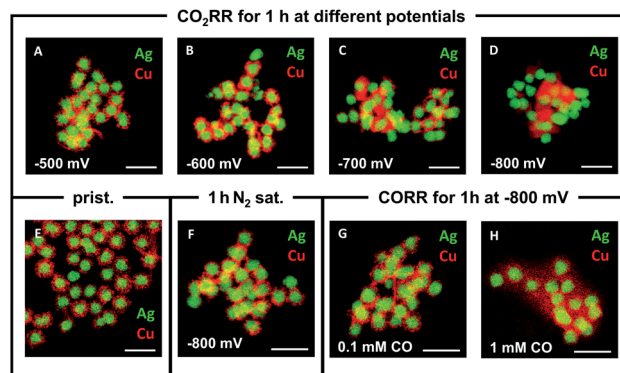 CO₂RR for 1 h at different potentials
A
Ag
Cu
-500 mV
B
Ag
Cu
-600 mV
C
Ag
Cu
-700 mV
D
Ag
Cu
-800 mV
prist.
1 h N₂ sat.
CORR for 1h at -800 mV
E
Ag
Cu
F
Ag
Cu
-800 mV
G
Ag
Cu
0.1 mM CO
H
Ag
Cu
1 mM CO